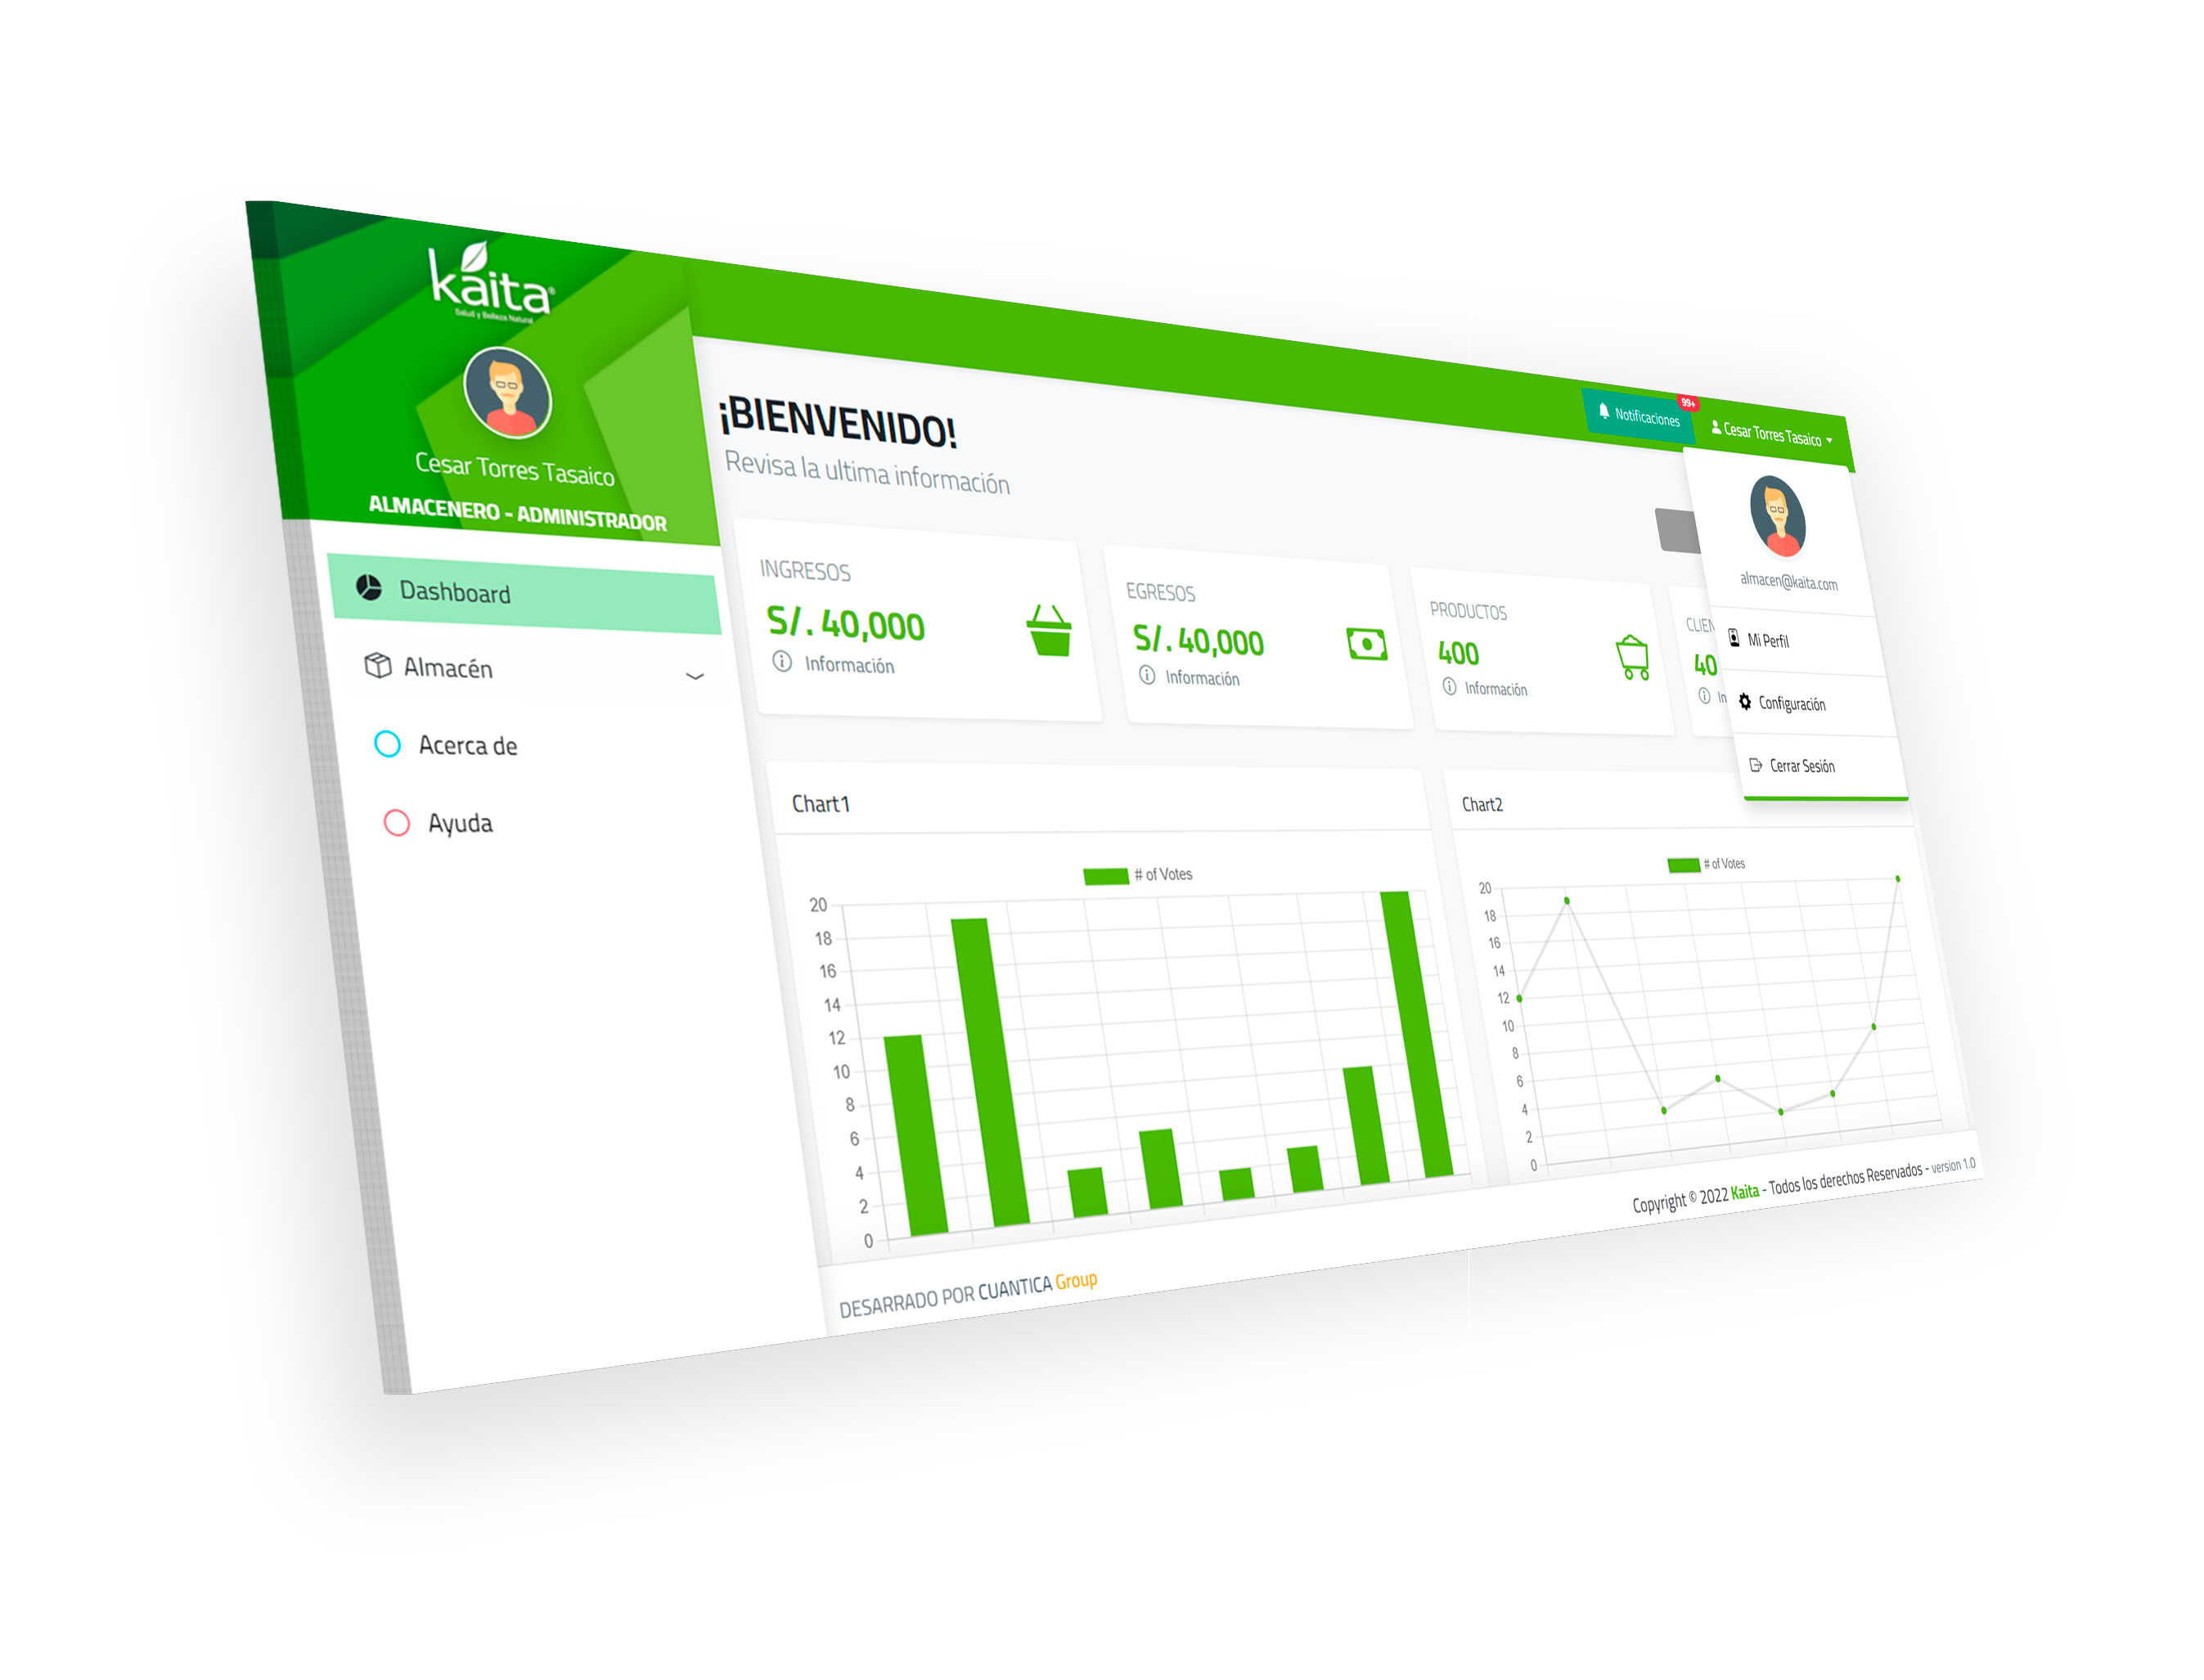 kaita®
Salud y Belleza Natural
Cesar Torres Tasaico
ALMACENERO - ADMINISTRADOR
Dashboard
Almacén
Acerca de
Ayuda
Notificaciones
99+
Cesar Torres Tasaico
¡BIENVENIDO!
Revisa la ultima información
almacen@kaita.com
Mi Perfil
Configuración
Cerrar Sesión
INGRESOS
S/. 40,000
Información
EGRESOS
S/. 40,000
Información
PRODUCTOS
400
Información
CLIEN
40
In
Chart1
# of Votes
20
18
16
14
12
10
8
6
4
2
0
Chart2
# of Votes
20
18
16
14
12
10
8
6
4
2
0
DESARRADO POR CUANTICA Group
Copyright © 2022 Kaita - Todos los derechos Reservados - version 1.0